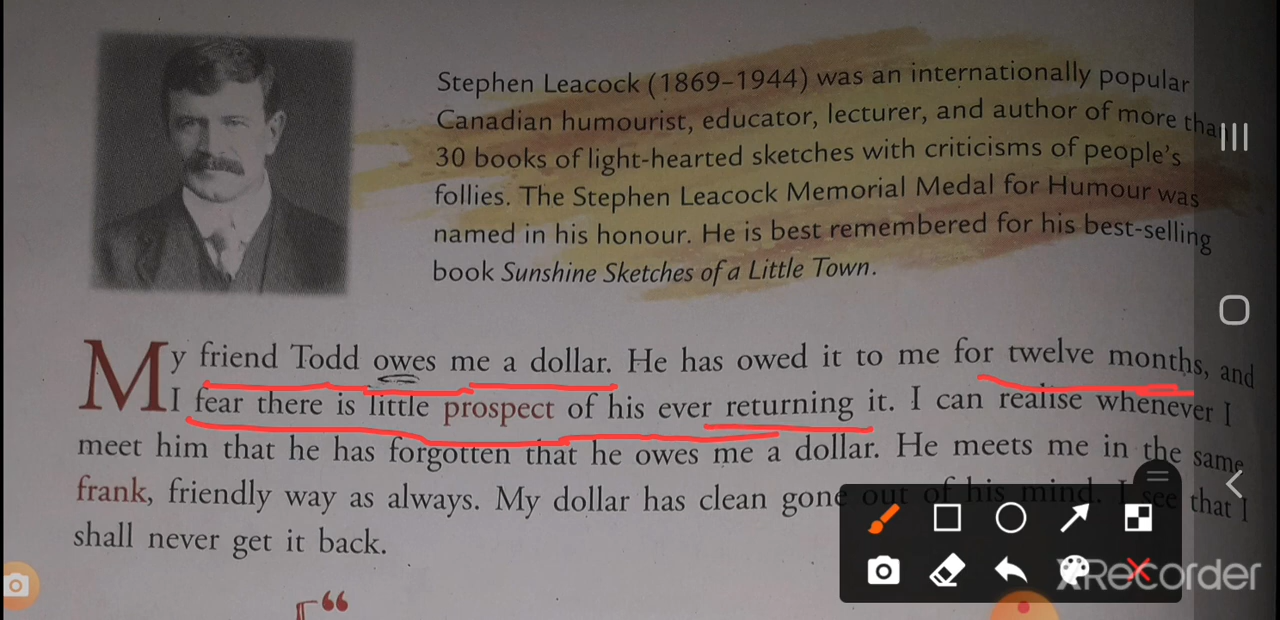 Stephen Leacock (1869–1944) was an internationally popular
Canadian humourist, educator, lecturer, and author of more than
30 books of light-hearted sketches with criticisms of people's
follies. The Stephen Leacock Memorial Medal for Humour was
named in his honour. He is best remembered for his best-selling
book Sunshine Sketches of a Little Town.
My friend Todd owes me a dollar. He has owed it to me for twelve months, and
I fear there is little prospect of his ever returning it. I can realise whenever I
meet him that he has forgotten that he owes me a dollar. He meets me in the same
frank, friendly way as always. My dollar has clean gone out of his mind. I see that I
shall never get it back.
XRecorder